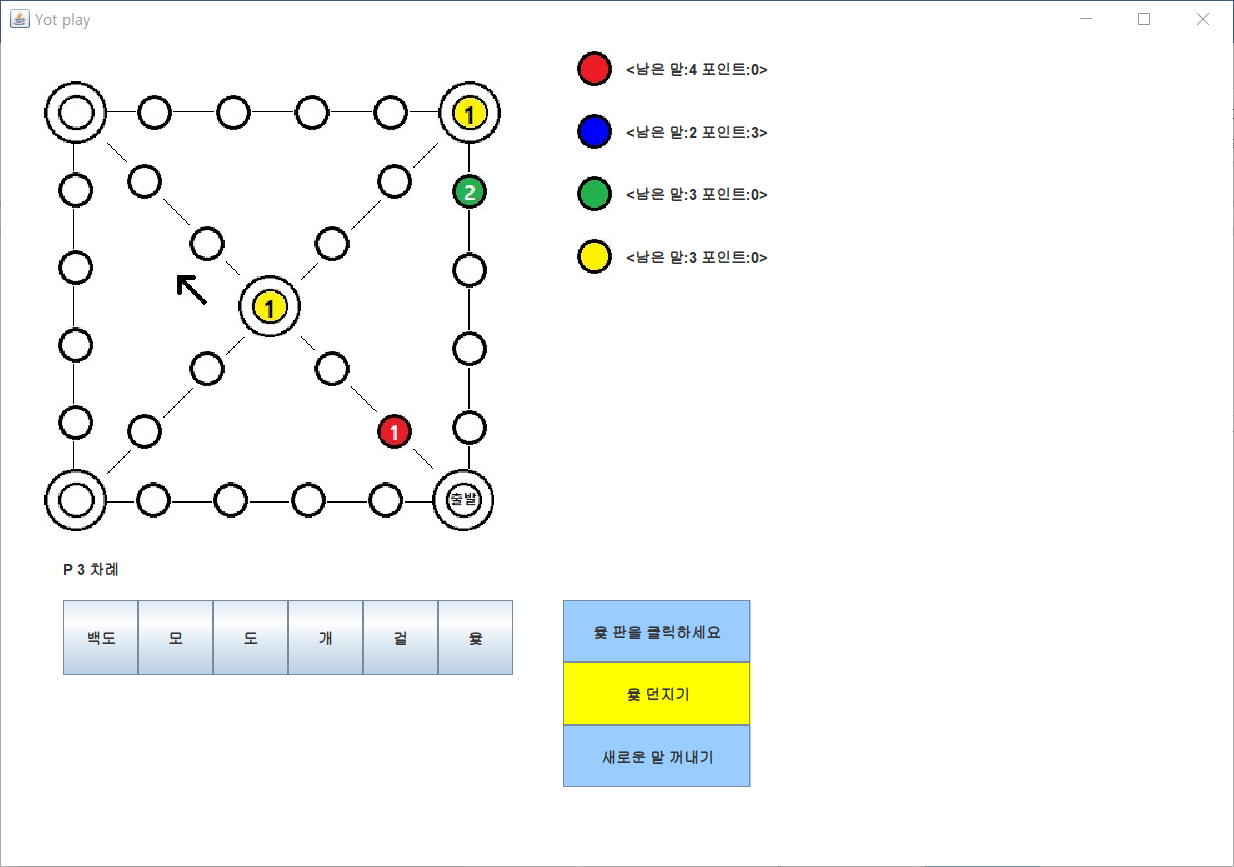 Yot play
<남은 말:4 포인트:0>
1
<남은 말:2 포인트:3>
2
<남은 말:3 포인트:0>
<남은 말:3 포인트:0>
1
1
출발
P 3 차례
백도 모 도 개 걸 윷
윷 판을 클릭하세요
윷 던지기
새로운 말 꺼내기